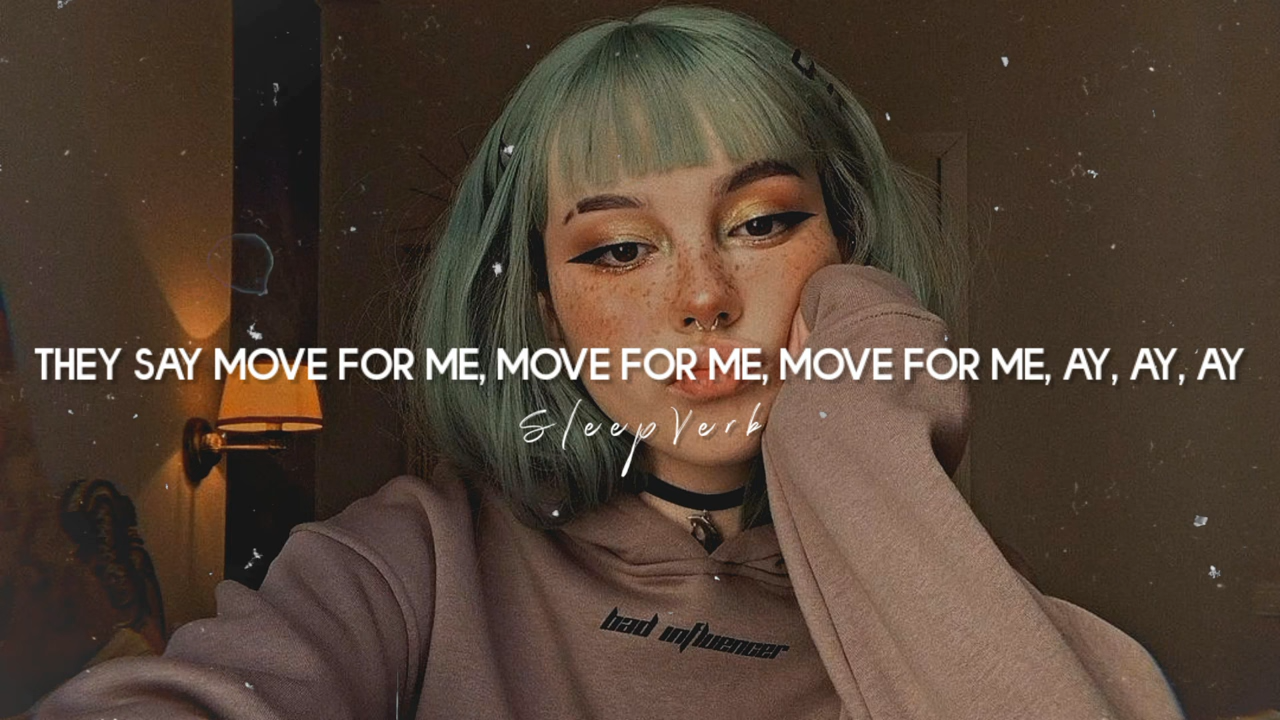 THEY SAY MOVE FOR ME, MOVE FOR ME, MOVE FOR ME, AY, AY, AY
SleepVerb
bad influencer